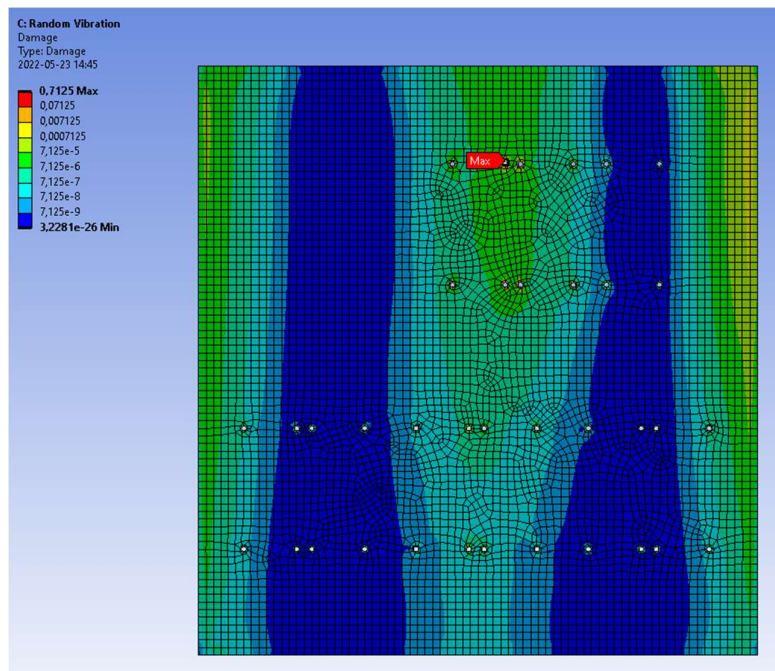 C: Random Vibration
Damage
Type: Damage
2022-05-23 14:45
0,7125 Max
0,07125
0,007125
0,0007125
7,125e-5
7,125e-6
7,125e-7
7,125e-8
7,125e-9
3,2281e-26 Min
Max